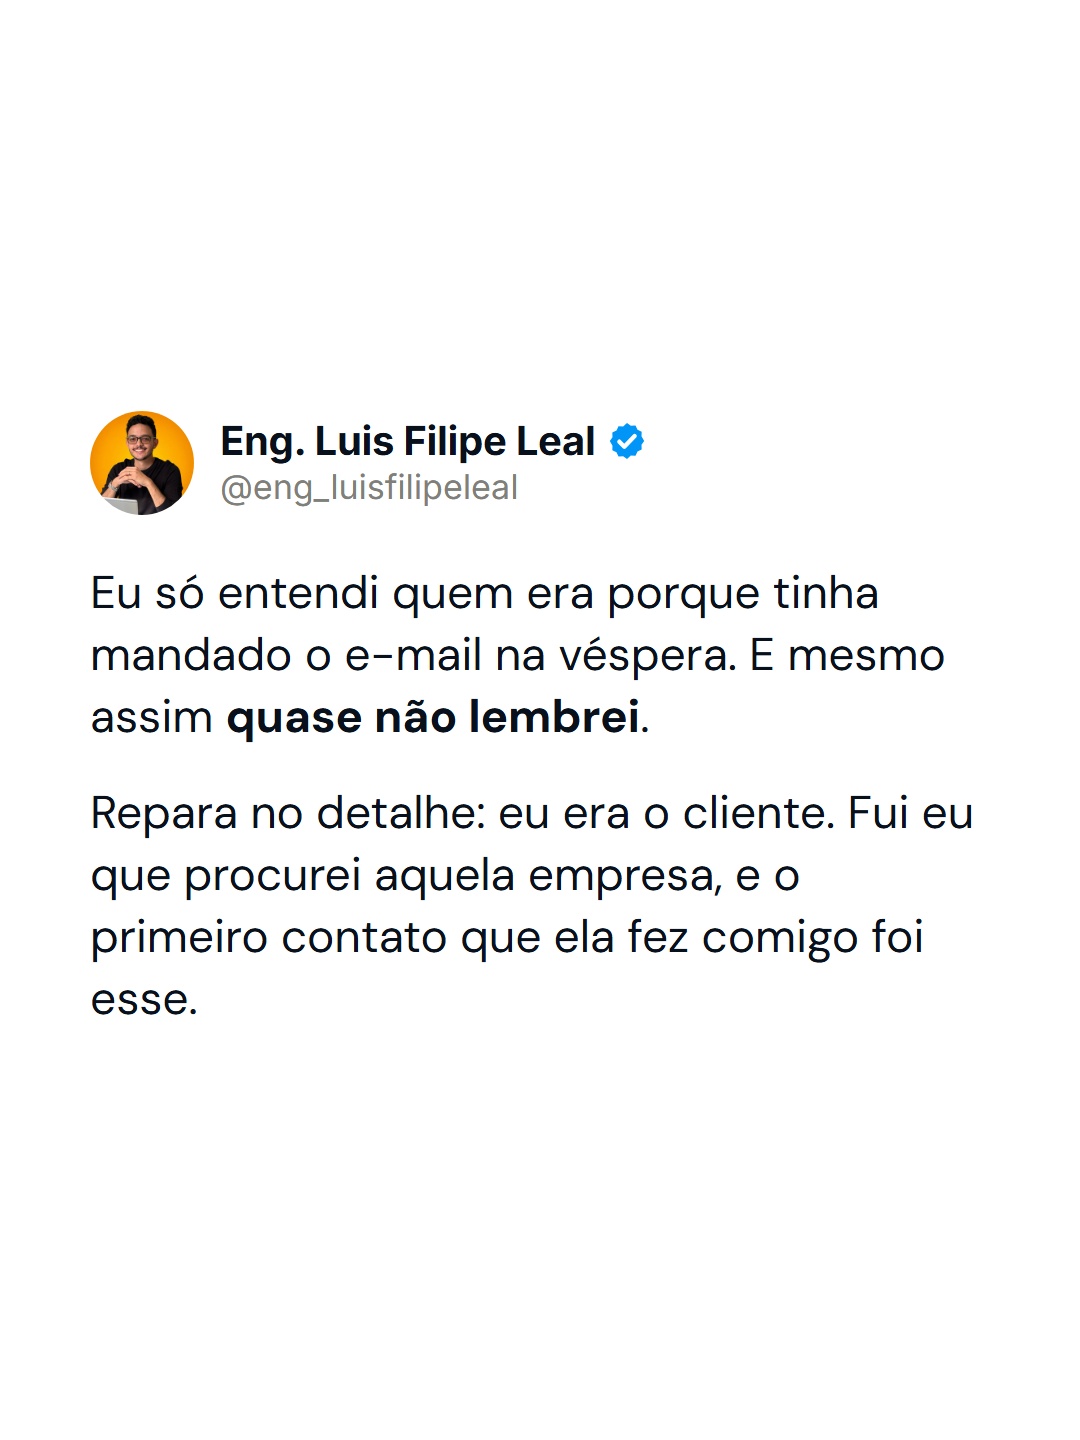 Eng. Luis Filipe Leal
@eng_luisfilipeleal
Eu só entendi quem era porque tinha
mandado o e-mail na véspera. E mesmo
assim quase não lembrei.
Repara no detalhe: eu era o cliente. Fui eu
que procurei aquela empresa, e o
primeiro contato que ela fez comigo foi
esse.